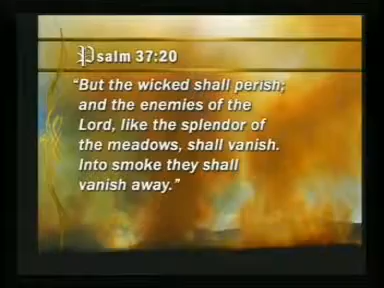 Psalm 37:20
"But the wicked shall perish;
and the enemies of the
Lord, like the splendor of
the meadows, shall vanish.
Into smoke they shall
vanish away."